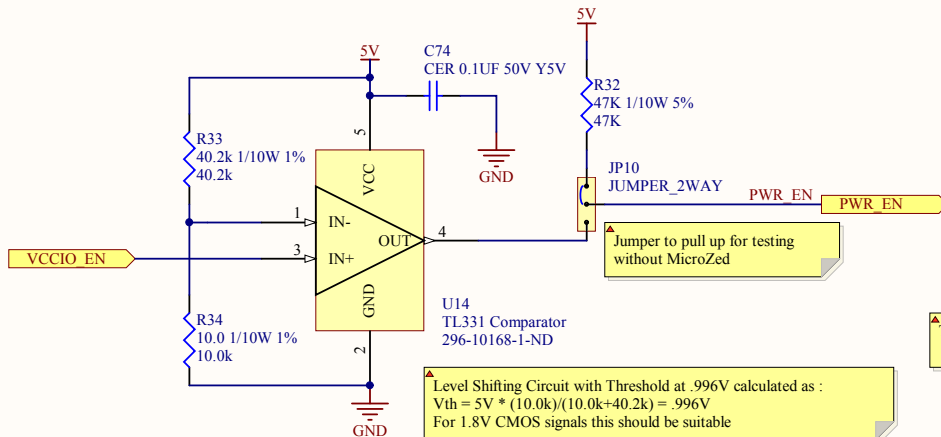 5V
5V
C74
CER 0.1UF 50V Y5V
R32
47K 1/10W 5%
47K
R33
40.2k 1/10W 1%
40.2k
5
VCC
GND
JP10
JUMPER_2WAY
PWR_EN
PWR_EN
1
IN-
OUT
4
VCCIO_EN
3
IN+
Jumper to pull up for testing
without MicroZed
GND
U14
TL331 Comparator
296-10168-1-ND
R34
10.0 1/10W 1%
10.0k
2
GND
Level Shifting Circuit with Threshold at .996V calculated as :
Vth = 5V * (10.0k)/(10.0k+40.2k) = .996V
For 1.8V CMOS signals this should be suitable